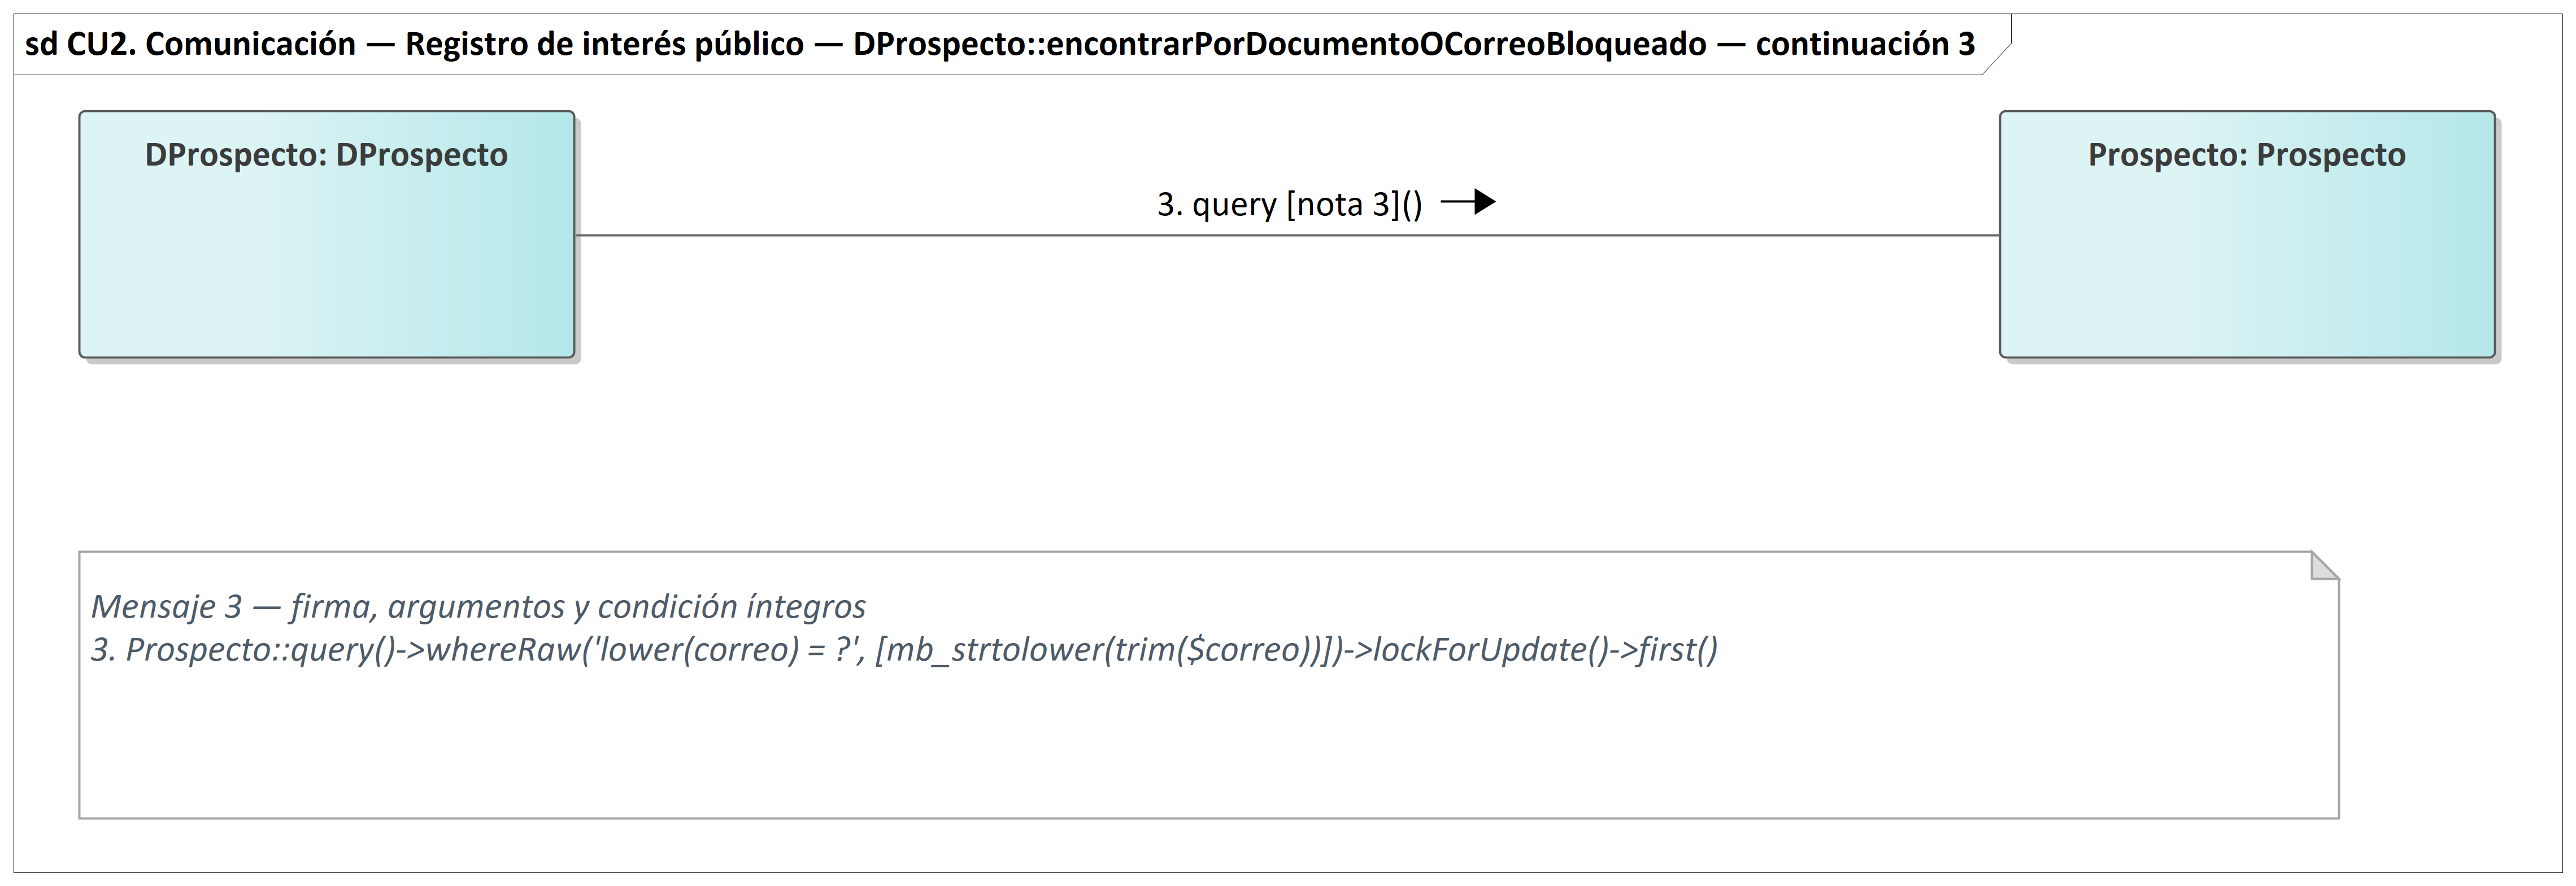 sd CU2. Comunicación — Registro de interés público — DProspecto::encontrarPorDocumentoOCorreoBloqueado — continuación 3
DProspecto: DProspecto
Prospecto: Prospecto
3. query [nota 3]()
Mensaje 3 — firma, argumentos y condición íntegros
3. Prospecto::query()->whereRaw('lower(correo) = ?', [mb_strtolower(trim($correo))])->lockForUpdate()->first()